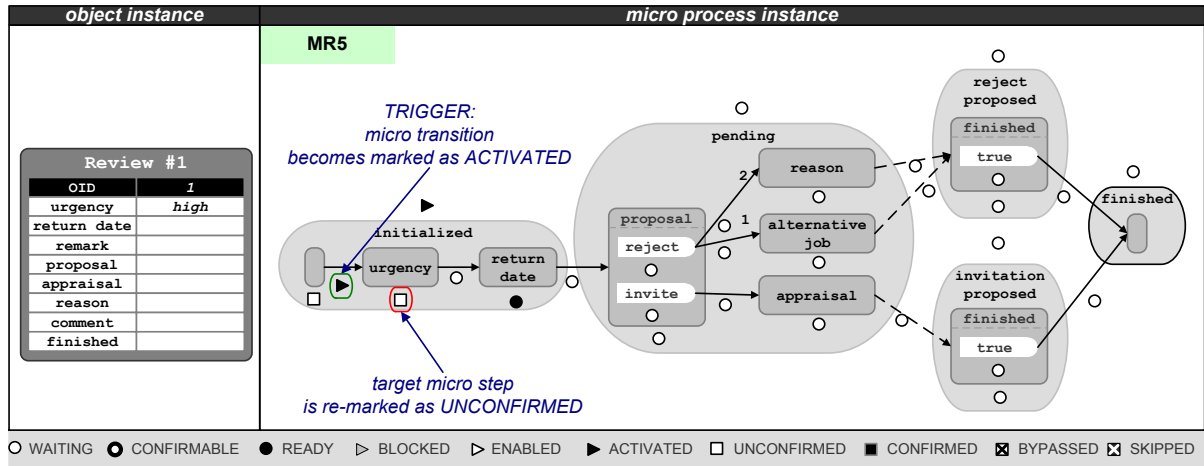 object instance
micro process instance
MR5
TRIGGER:
micro transition
becomes marked as ACTIVATED
Review #1
OID 1
urgency high
return date
remark
proposal
appraisal
reason
comment
finished
initialized
urgency
return
date
target micro step
is re-marked as UNCONFIRMED
pending
proposal
reject
invite
2
1
reason
alternative
job
appraisal
reject
proposed
finished
true
invitation
proposed
finished
true
finished
WAITING CONFIRMABLE READY BLOCKED ENABLED ACTIVATED UNCONFIRMED CONFIRMED BYPASSED SKIPPED